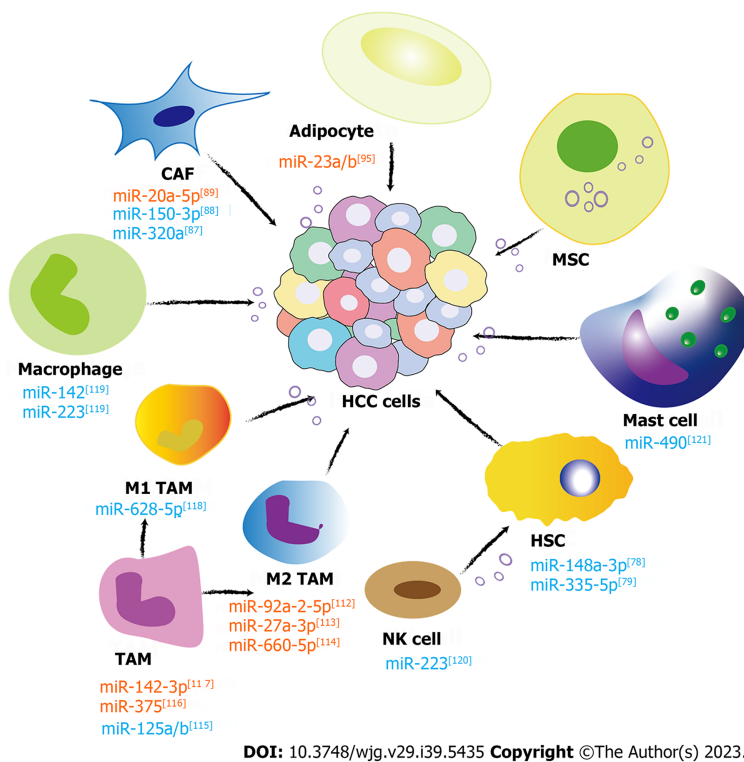 Adipocyte
miR-23a/b[95]
CAF
miR-20a-5p[89]
miR-150-3p[88]
miR-320a[87]
MSC
Macrophage
miR-142[119]
miR-223[119]
HCC cells
Mast cell
miR-490[121]
M1 TAM
miR-628-5p[118]
HSC
miR-148a-3p[78]
miR-335-5p[79]
M2 TAM
miR-92a-2-5p[112]
miR-27a-3p[113]
miR-660-5p[114]
NK cell
miR-223[120]
TAM
miR-142-3p[11 7]
miR-375[116]
miR-125a/b[115]
DOI: 10.3748/wjg.v29.i39.5435 Copyright ©The Author(s) 2023.